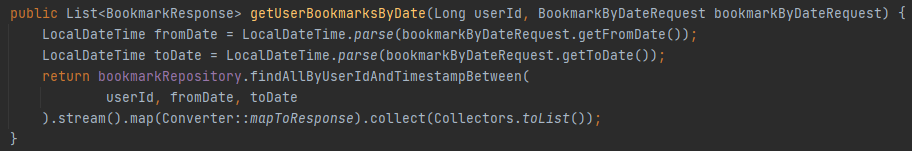 public List<BookmarkResponse> getUserBookmarksByDate(Long userId, BookmarkByDateRequest bookmarkByDateRequest) {
    LocalDateTime fromDate = LocalDateTime.parse(bookmarkByDateRequest.getFromDate());
    LocalDateTime toDate = LocalDateTime.parse(bookmarkByDateRequest.getToDate());
    return bookmarkRepository.findAllByUserIdAndTimestampBetween(
            userId, fromDate, toDate
    ).stream().map(Converter::mapToResponse).collect(Collectors.toList());
}